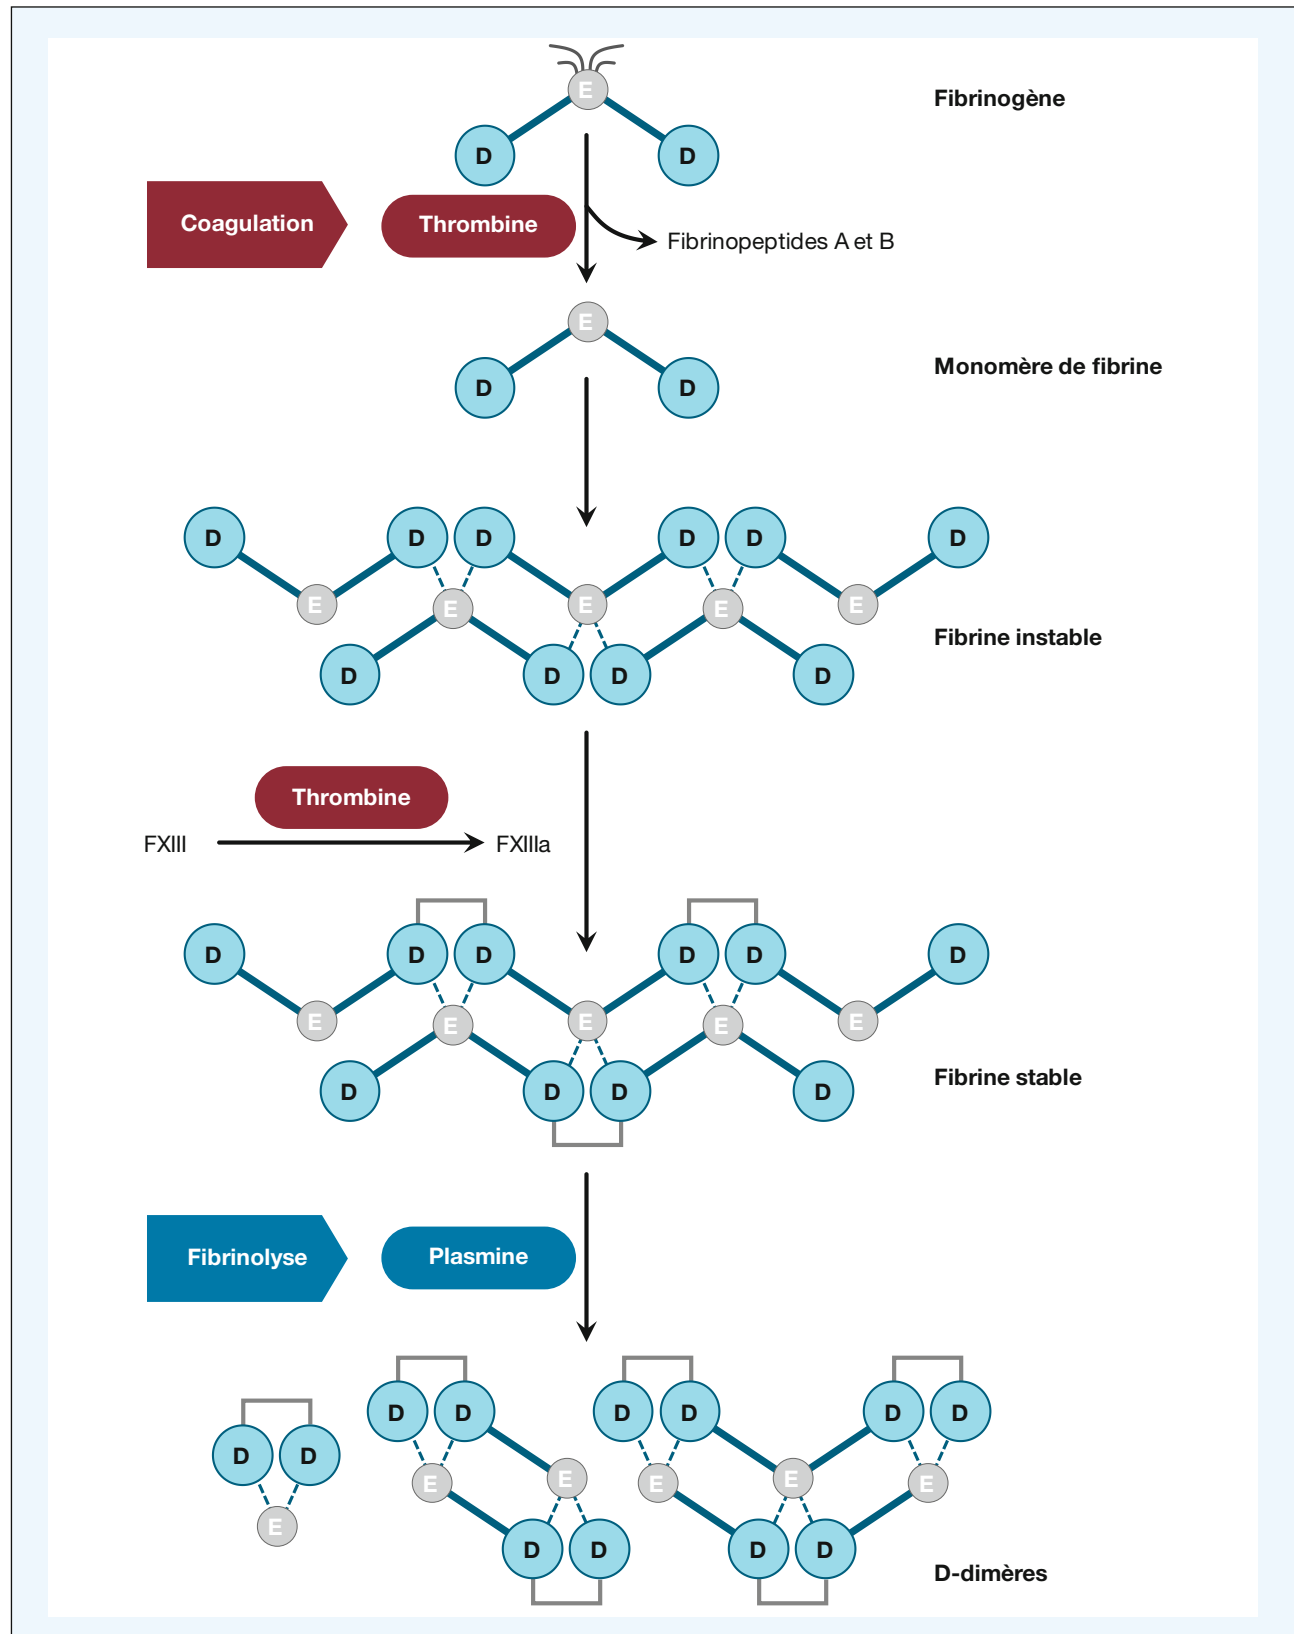 E
Fibrinogène
D D
Coagulation
Thrombine
Fibrinopeptides A et B
E
Monomère de fibrine
D D
D D D D D D
E E E E E
Fibrine instable
D D D D
Thrombine
FXIII FXIIIa
D D D D D D
E E E E E
D D D D
Fibrine stable
Fibrinolyse
Plasmine
D D D D D D
D D
E E E E E
E
D D D D
D-dimères